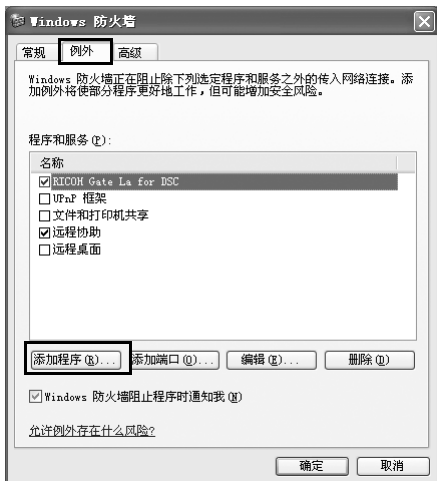 Windows 防火墙
常规 例外 高级
Windows 防火墙正在阻止除下列选定程序和服务之外的传入网络连接。添
加例外将使部分程序更好地工作，但可能增加安全风险。
程序和服务(P):
名称
RICOH Gate La for DSC
UPnP 框架
文件和打印机共享
远程协助
远程桌面
添加程序(R)... 添加端口(O)... 编辑(E)... 删除(D)
Windows 防火墙阻止程序时通知我(N)
允许例外存在什么风险?
确定 取消